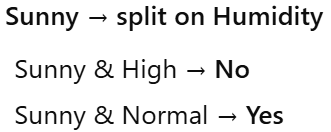 Sunny → split on Humidity
Sunny & High → No
Sunny & Normal → Yes